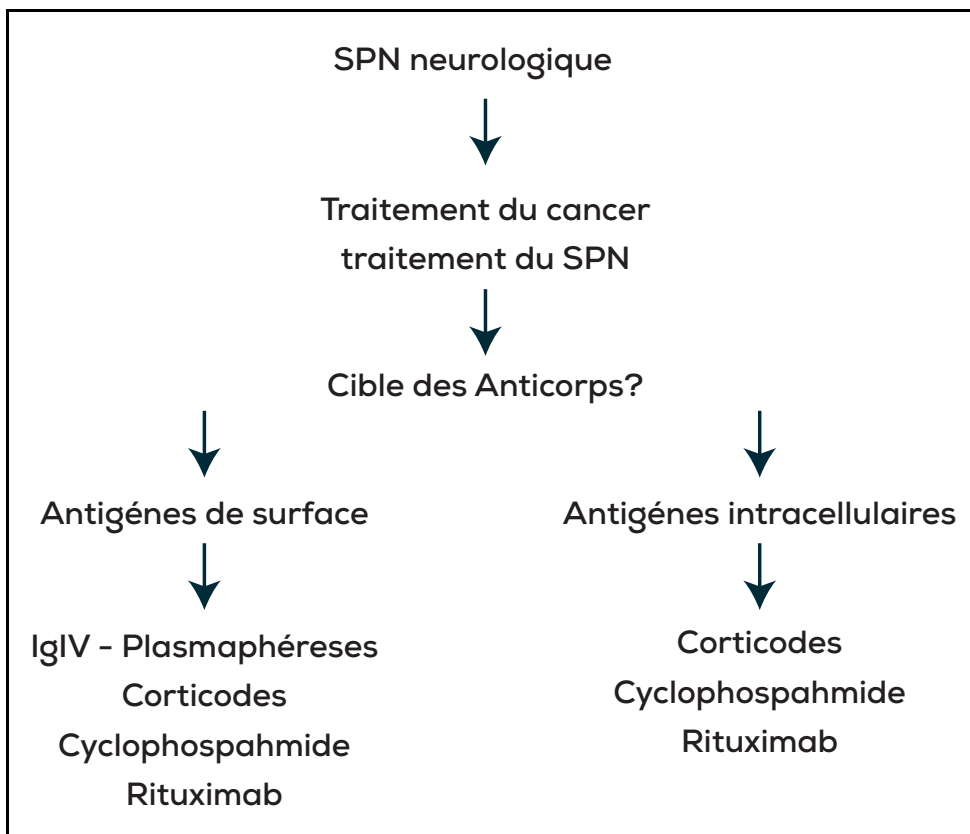 SPN neurologique
Traitement du cancer
traitement du SPN
Cible des Anticorps?
Antigénes de surface
Antigénes intracellulaires
IgIV - Plasmaphéreses
Corticodes
Cyclophospahmide
Rituximab
Corticodes
Cyclophospahmide
Rituximab